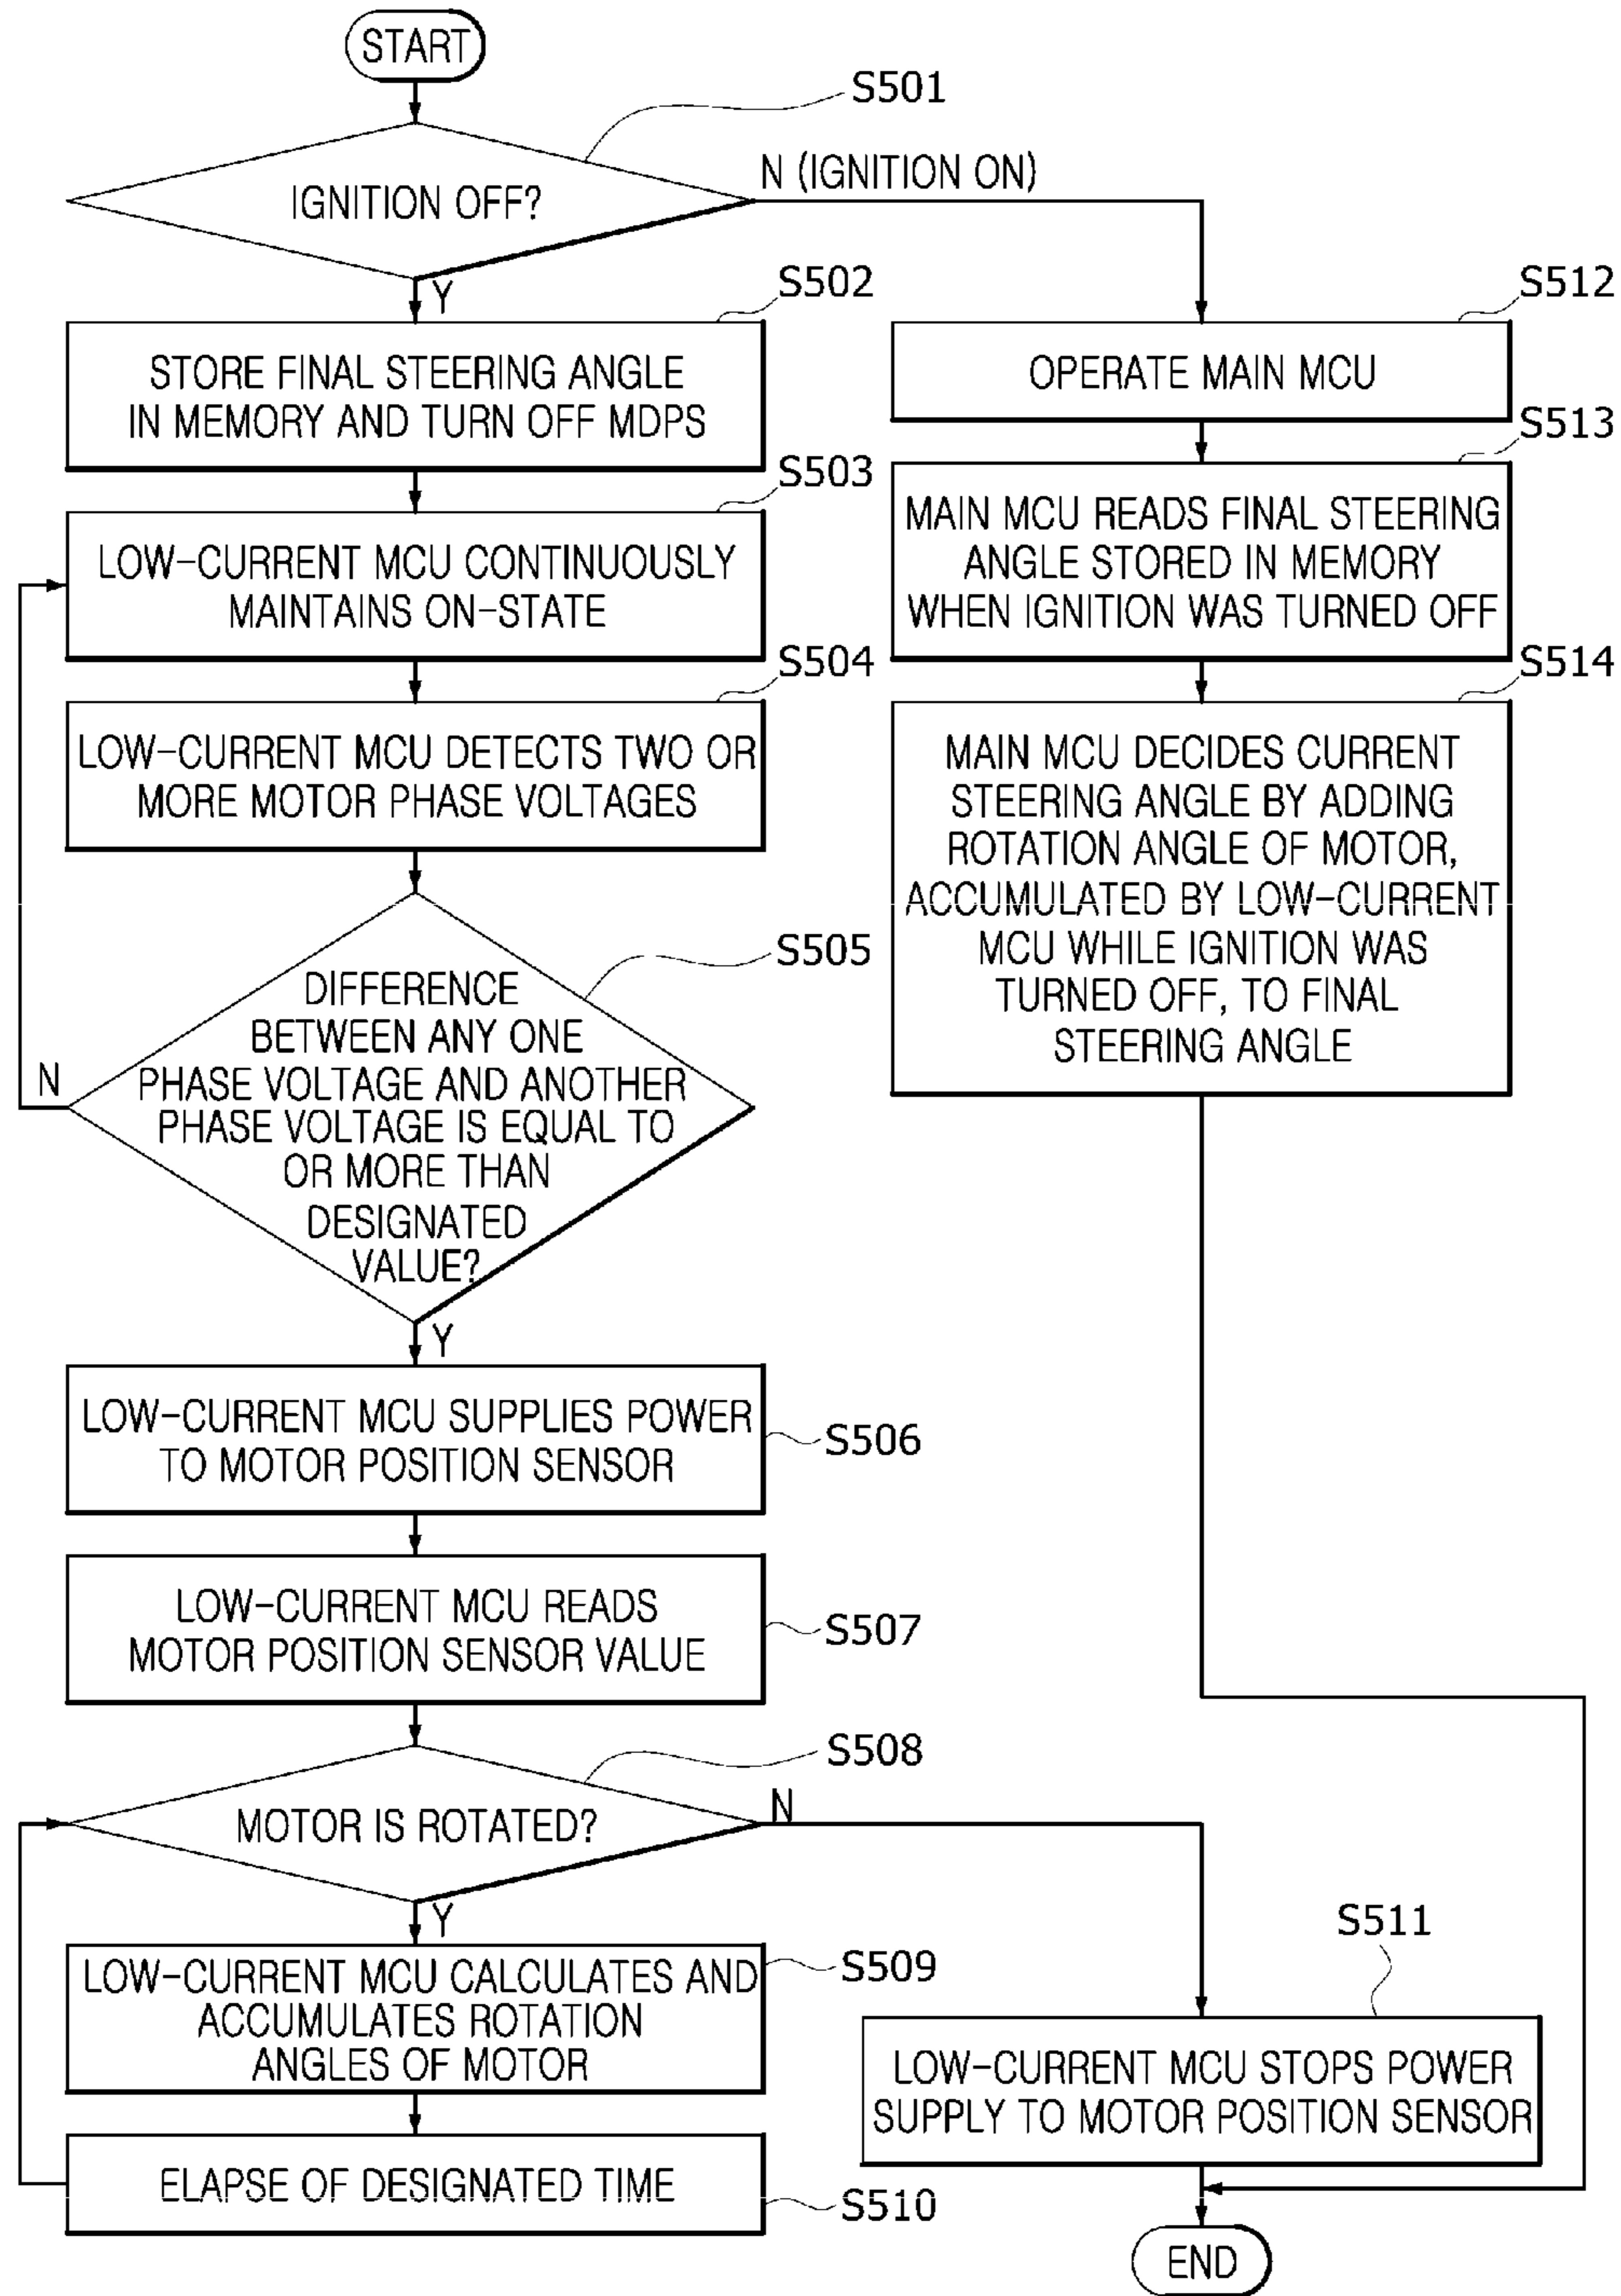 START
S501
IGNITION OFF?
N (IGNITION ON)
Y
S502
STORE FINAL STEERING ANGLE
IN MEMORY AND TURN OFF MDPS
S503
LOW-CURRENT MCU CONTINUOUSLY
MAINTAINS ON-STATE
S504
LOW-CURRENT MCU DETECTS TWO OR
MORE MOTOR PHASE VOLTAGES
S505
DIFFERENCE
BETWEEN ANY ONE
PHASE VOLTAGE AND ANOTHER
PHASE VOLTAGE IS EQUAL TO
OR MORE THAN
DESIGNATED
VALUE?
N
Y
LOW-CURRENT MCU SUPPLIES POWER
TO MOTOR POSITION SENSOR
S506
LOW-CURRENT MCU READS
MOTOR POSITION SENSOR VALUE
S507
S508
MOTOR IS ROTATED?
N
Y
LOW-CURRENT MCU CALCULATES AND
ACCUMULATES ROTATION
ANGLES OF MOTOR
S509
ELAPSE OF DESIGNATED TIME
S510
S511
LOW-CURRENT MCU STOPS POWER
SUPPLY TO MOTOR POSITION SENSOR
S512
OPERATE MAIN MCU
S513
MAIN MCU READS FINAL STEERING
ANGLE STORED IN MEMORY
WHEN IGNITION WAS TURNED OFF
S514
MAIN MCU DECIDES CURRENT
STEERING ANGLE BY ADDING
ROTATION ANGLE OF MOTOR,
ACCUMULATED BY LOW-CURRENT
MCU WHILE IGNITION WAS
TURNED OFF, TO FINAL
STEERING ANGLE
END